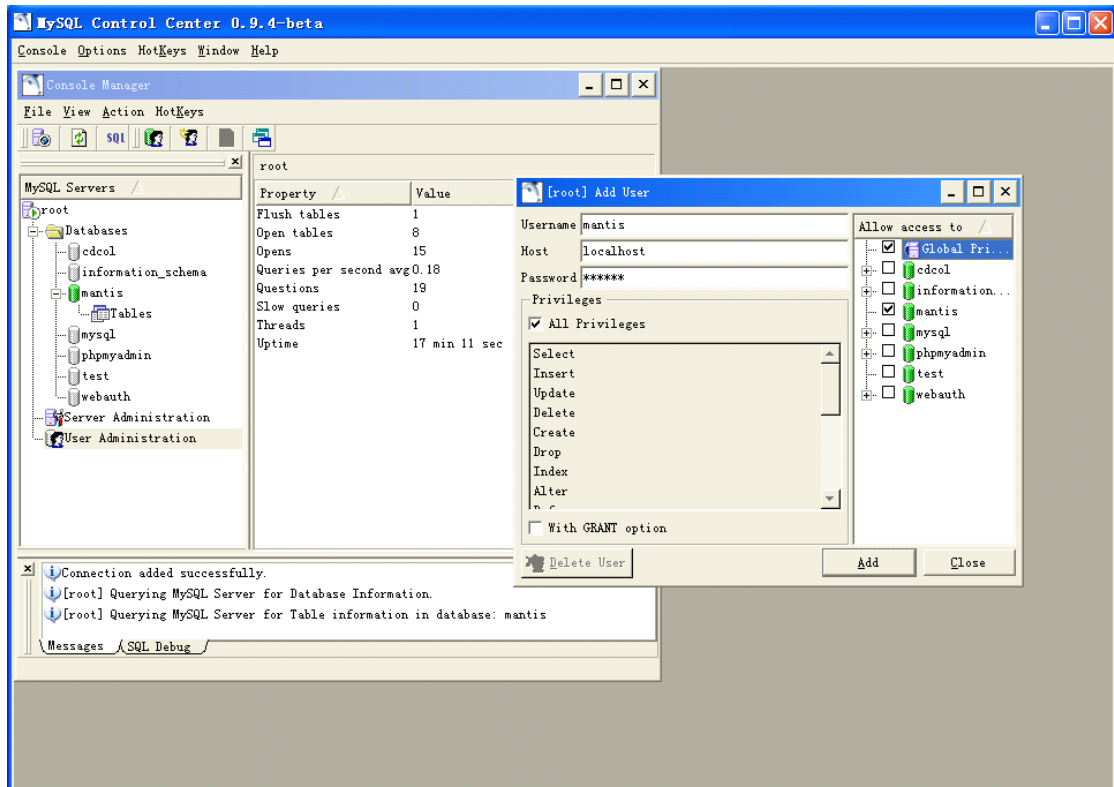 MySQL Control Center 0.9.4-beta
Console Options HotKeys Window Help
Console Manager
File View Action HotKeys
SQL
MySQL Servers
root
Databases
cdcol
information_schema
mantis
Tables
mysql
phpmyadmin
test
webauth
Server Administration
User Administration
root
Property Value
Flush tables 1
Open tables 8
Opens 15
Queries per second avg 0.18
Questions 19
Slow queries 0
Threads 1
Uptime 17 min 11 sec
[root] Add User
Username mantis
Host localhost
Password ******
Privileges
All Privileges
Select
Insert
Update
Delete
Create
Drop
Index
Alter
With GRANT option
Delete User
Allow access to
Global Pri...
cdcol
information...
mantis
mysql
phpmyadmin
test
webauth
Add Close
Connection added successfully.
[root] Querying MySQL Server for Database Information.
[root] Querying MySQL Server for Table information in database: mantis
Messages SQL Debug